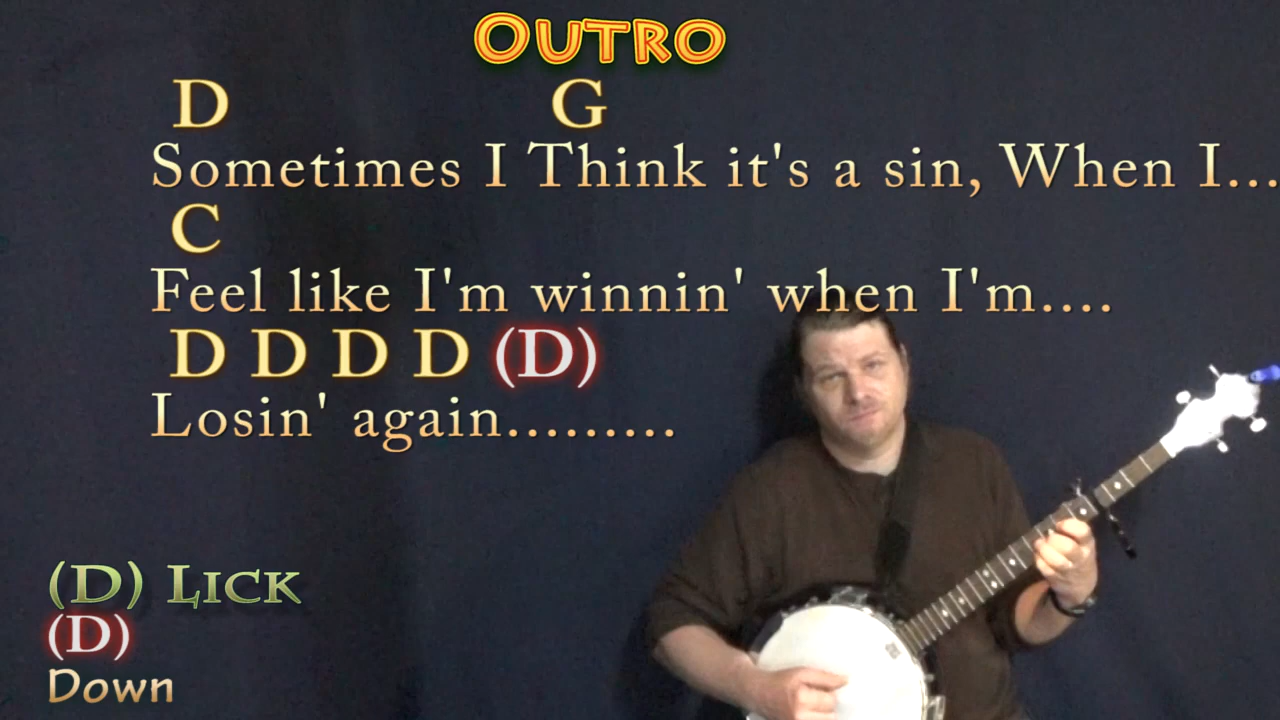 OUTRO
D G
Sometimes I Think it's a sin, When I...
C
Feel like I'm winnin' when I'm....
D D D D (D)
Losin' again.........
(D) LICK
(D)
Down